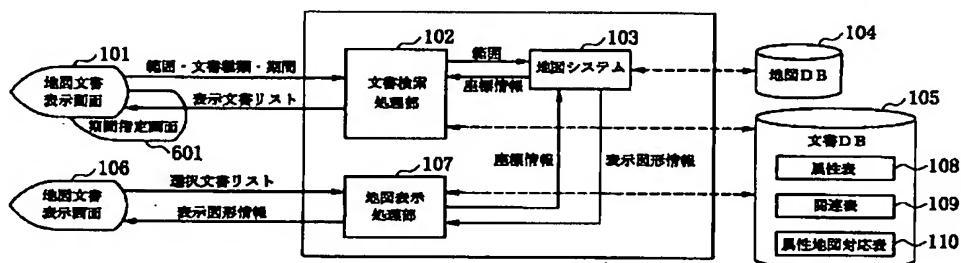 101
地図文書
表示画面
期間指定画面
601
範囲・文書種類・期間
表示文書リスト
102
文書検索
処理部
範囲
座標情報
103
地図システム
104
地図DB
105
文書DB
属性表
108
関連表
109
属性地図対応表
110
106
地図文書
表示画面
選択文書リスト
表示図形情報
107
地図表示
処理部
座標情報
表示図形情報